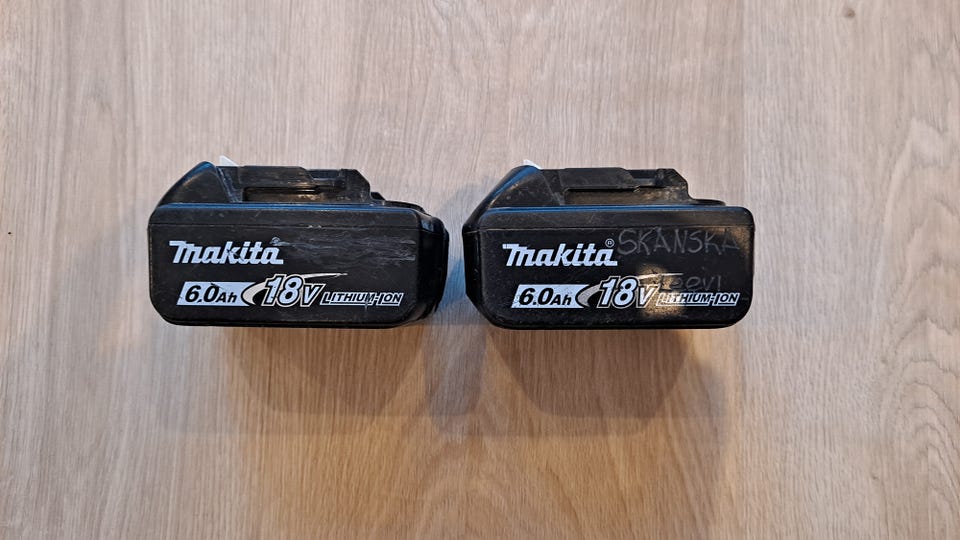 makita
6.0Ah 18V LITHIUM-ION
makita® SKANSKA
6.0Ah 18V LITHIUM-ION